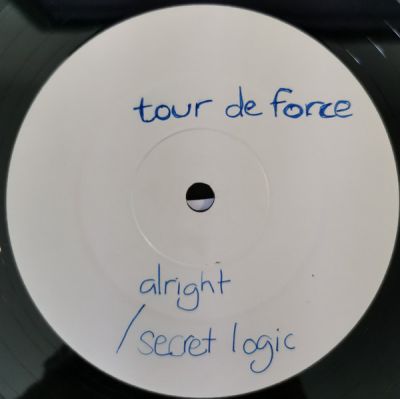 tour de force
alright
/secret logic